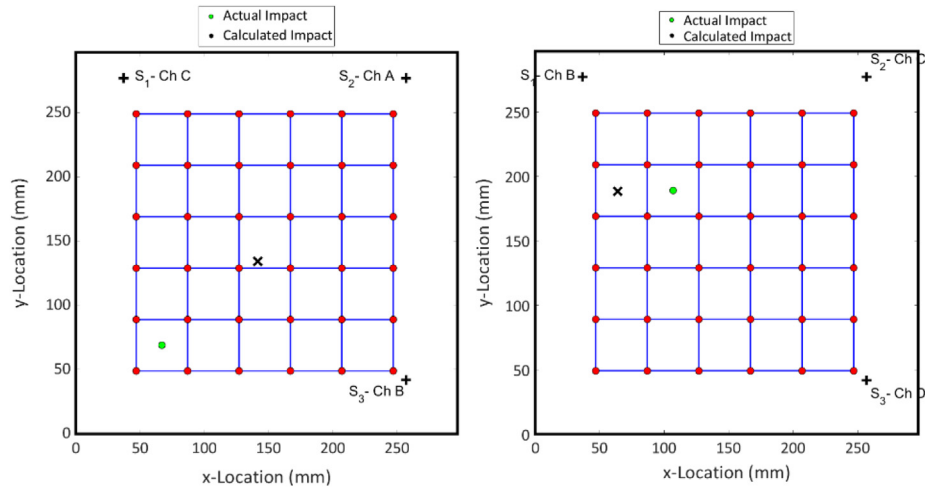 Actual Impact
Calculated Impact
S1- Ch C
S2- Ch A
250
200
150
100
50
0
y-Location (mm)
S3- Ch B
0 50 100 150 200 250
x-Location (mm)
Actual Impact
Calculated Impact
S1- Ch B
S2- Ch C
250
200
150
100
50
0
y-Location (mm)
S3- Ch D
0 50 100 150 200 250
x-Location (mm)